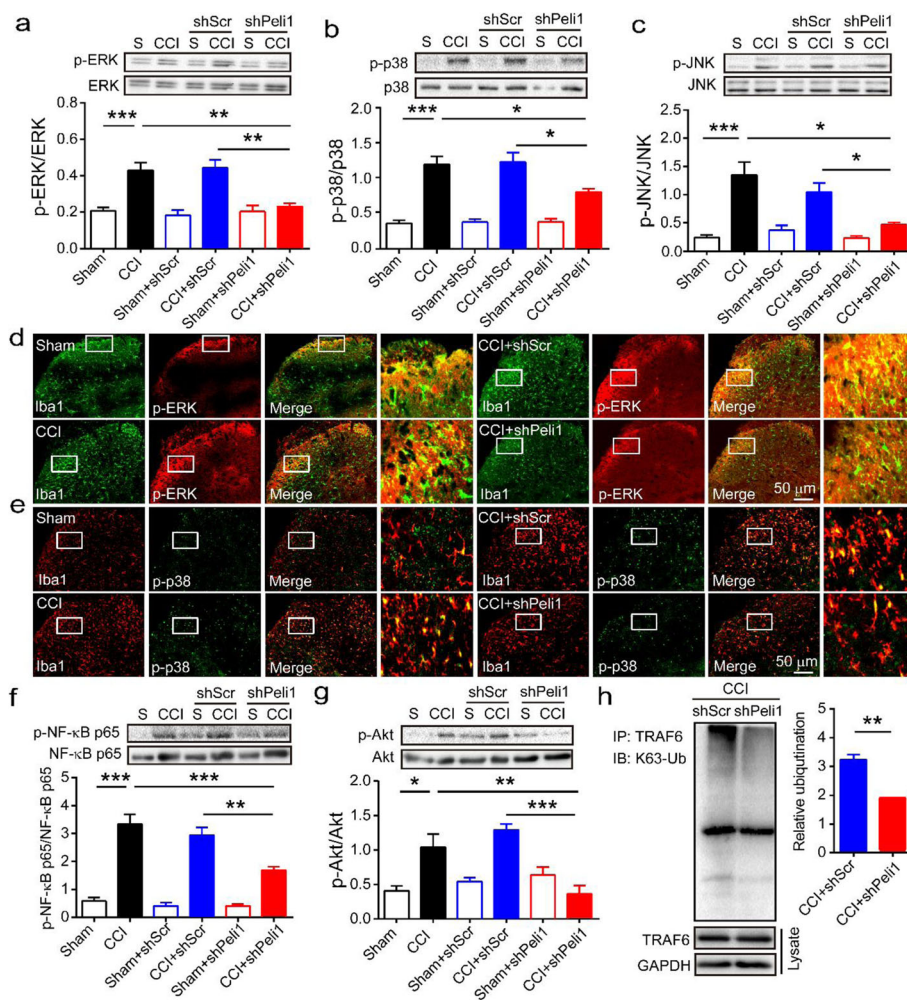 a
shScr shPeli1
S CCI S CCI S CCI
p-ERK
ERK
p-ERK/ERK
0.8
0.6
0.4
0.2
0.0
*** **
**
Sham
CCI
Sham+shScr
CCI+shScr
Sham+shPeli1
CCI+shPeli1
b
shScr shPeli1
S CCI S CCI S CCI
p-p38
p38
p-p38/p38
2.0
1.6
1.2
0.8
0.4
0.0
*** *
*
Sham
CCI
Sham+shScr
CCI+shScr
Sham+shPeli1
CCI+shPeli1
c
shScr shPeli1
S CCI S CCI S CCI
p-JNK
JNK
p-JNK/JNK
2.5
2.0
1.5
1.0
0.5
0.0
*** *
*
Sham
CCI
Sham+shScr
CCI+shScr
Sham+shPeli1
CCI+shPeli1
d
Sham CCI+shScr
Iba1 p-ERK Merge Iba1 p-ERK Merge
CCI CCI+shPeli1
50 μm
Iba1 p-ERK Merge Iba1 p-ERK Merge
e
Sham CCI+shScr
Iba1 p-p38 Merge Iba1 p-p38 Merge
CCI CCI+shPeli1
50 μm
Iba1 p-p38 Merge Iba1 p-p38 Merge
f
shScr shPeli1
S CCI S CCI S CCI
p-NF-κB p65
NF-κB p65
p-NF-κB p65/NF-κB p65
5
4
3
2
1
0
*** ***
**
Sham
CCI
Sham+shScr
CCI+shScr
Sham+shPeli1
CCI+shPeli1
g
shScr shPeli1
S CCI S CCI S CCI
p-Akt
Akt
p-Akt/Akt
2.0
1.5
1.0
0.5
0.0
* **
***
Sham
CCI
Sham+shScr
CCI+shScr
Sham+shPeli1
CCI+shPeli1
h
CCI
shScr shPeli1
IP: TRAF6
IB: K63-Ub
TRAF6
GAPDH
Lysate
Relative ubiqutination
5
4
3
2
1
0
**
CCI+shScr
CCI+shPeli1